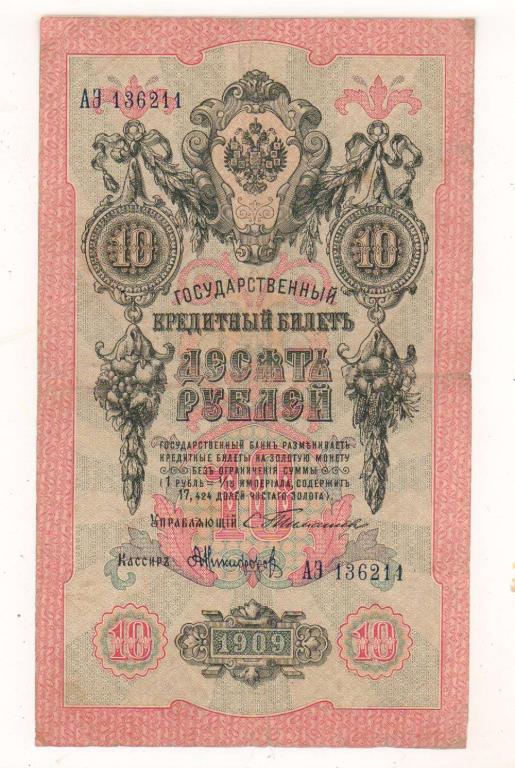 АЭ 136211
10 10
ГОСУДАРСТВЕННЫЙ
КРЕДИТНЫЙ БИЛЕТЪ
ДЕСЯТЬ
РУБЛЕЙ
ГОСУДАРСТВЕННЫЙ БАНКЪ РАЗМѢНИВАЕТЪ
КРЕДИТНЫЕ БИЛЕТЫ НА ЗОЛОТУЮ МОНЕТУ
БЕЗЪ ОГРАНИЧЕНІЯ СУММЫ
(1 РУБЛЬ = 1/15 ИМПЕРІАЛА, СОДЕРЖИТЪ
17,424 ДОЛЕЙ ЧИСТАГО ЗОЛОТА).
10
УПРАВЛЯЮЩІЙ
КАССИРЪ
АЭ 136211
10 1909 10